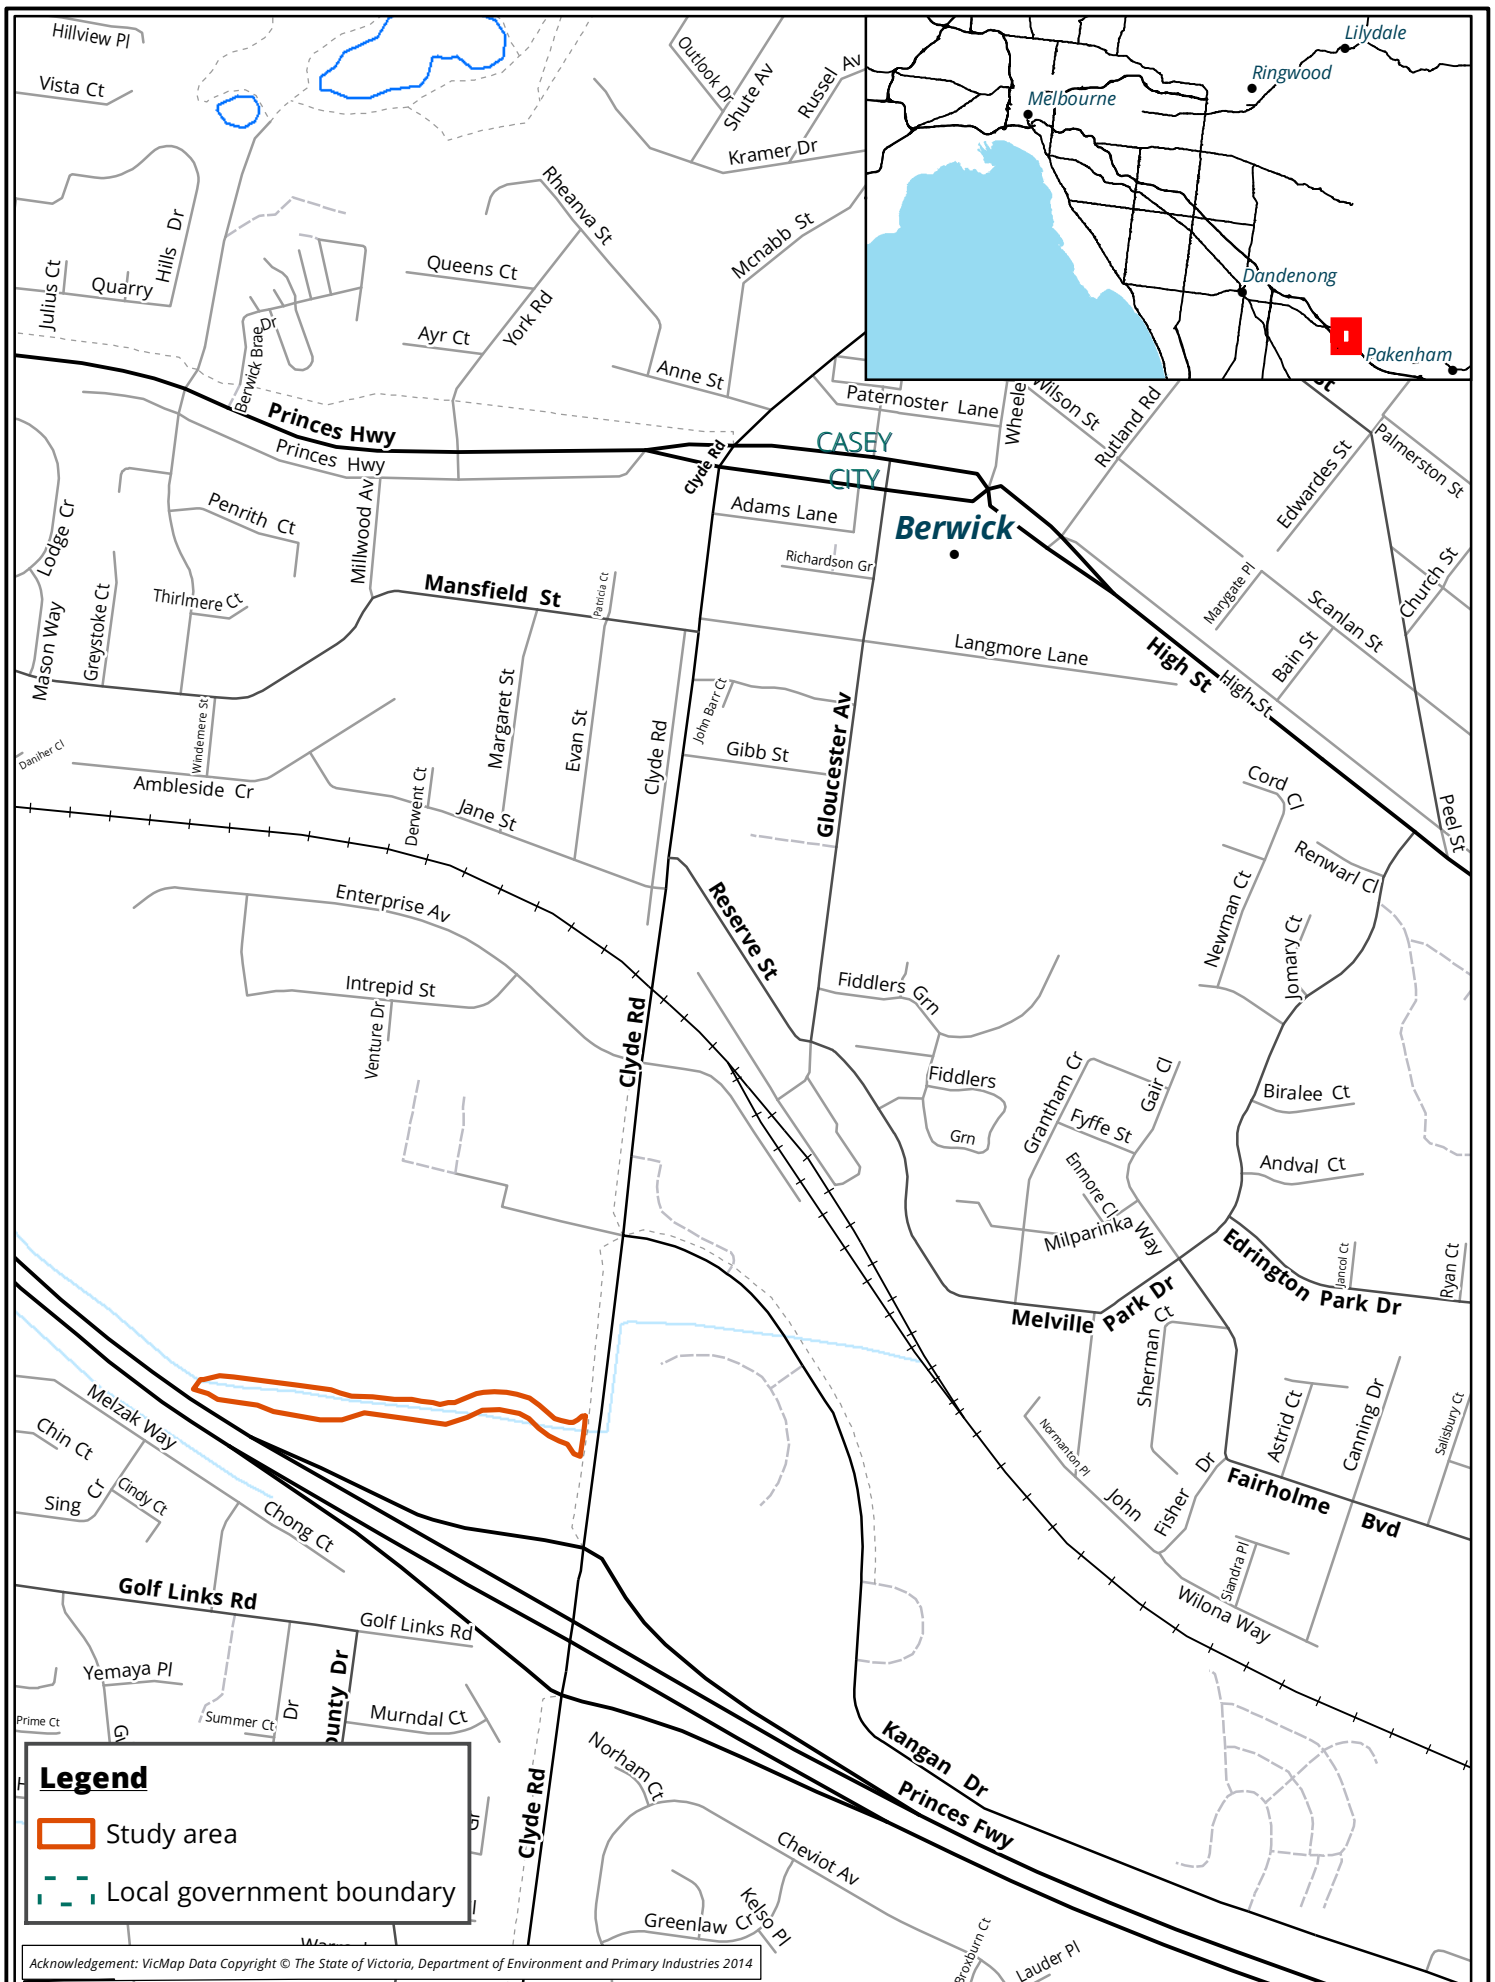 Hillview Pl
Vista Ct
Outlook Dr
Shute Av
Russel Av
Kramer Dr
Lilydale
Ringwood
Melbourne
Dandenong
Pakenham
Rheanva St
Mcnabb St
Hills Dr
Julius Ct
Quarry
Queens Ct
York Rd
Ayr Ct
Berwick Brae
Dr
Anne St
Paternoster Lane
Wheele
Wilson St
Rutland Rd
St
Palmerston St
Edwardes St
Princes Hwy
Princes Hwy
Clyde Rd
CASEY
CITY
Berwick
Adams Lane
Richardson Gr
Lodge Cr
Penrith Ct
Millwood Av
Mansfield St
Patricia Ct
Thirlmere Ct
Greystoke Ct
Mason Way
Marygate Pl
Scanlan St
Church St
Bain St
Langmore Lane
High St
High St
Windemere St
Daniher Cl
Ambleside Cr
Margaret St
Evan St
Clyde Rd
John Barr Ct
Gibb St
Gloucester Av
Derwent Ct
Jane St
Cord Cl
Peel St
Renwarl Cl
Newman Ct
Jomary Ct
Enterprise Av
Reserve St
Intrepid St
Venture Dr
Clyde Rd
Fiddlers Grn
Fiddlers
Grn
Grantham Cr
Gair Cl
Fyffe St
Biralee Ct
Andval Ct
Enmore Cl
Milparinka
Way
Edrington Park Dr
Jancol Ct
Ryan Ct
Melville Park Dr
Sherman Ct
Melzak Way
Chin Ct
Sing
Cr
Cindy Ct
Chong Ct
Normanton Pl
John
Fisher Dr
Astrid Ct
Canning Dr
Salisbury Ct
Fairholme Bvd
Siandra Pl
Wilona Way
Golf Links Rd
Golf Links Rd
Yemaya Pl
Prime Ct
Summer Ct
Dr
ounty Dr
Murndal Ct
Norham Ct
Kangan Dr
Princes Fwy
Clyde Rd
Cheviot Av
Kelso Pl
Greenlaw Cr
Broxburn Ct
Lauder Pl
Legend
Study area
Local government boundary
Acknowledgement: VicMap Data Copyright © The State of Victoria, Department of Environment and Primary Industries 2014